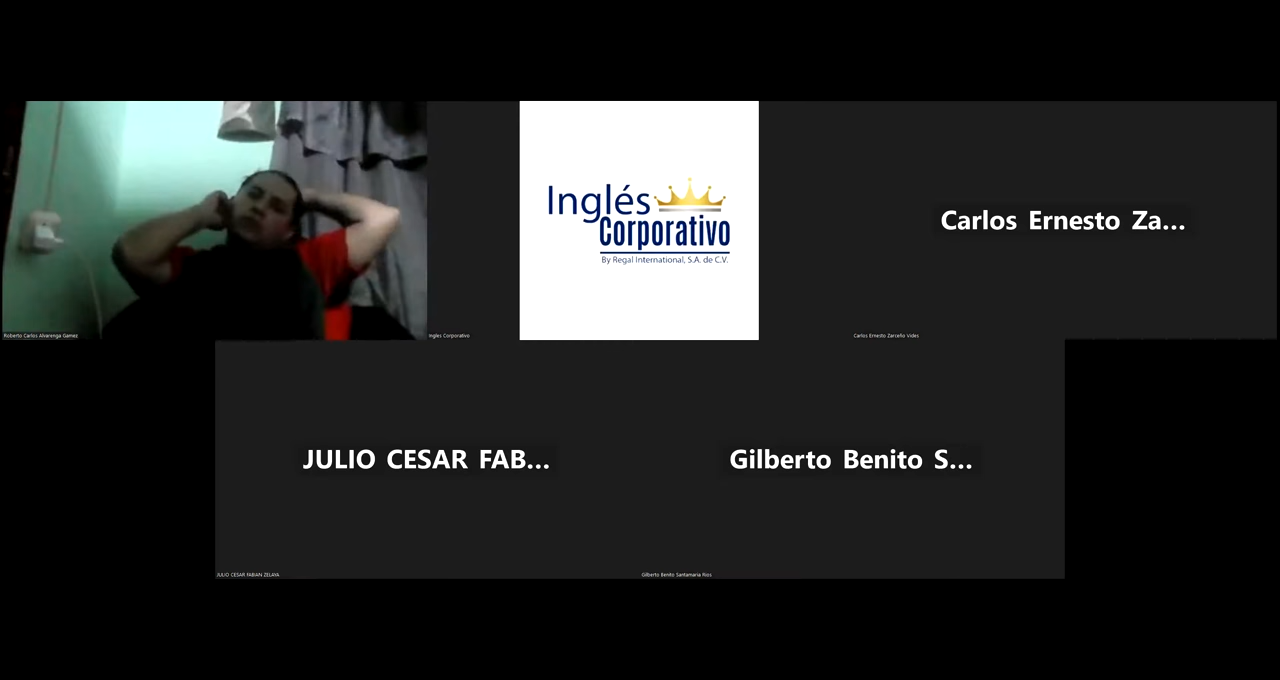 Inglés
Corporativo
By Regal International, S.A. de C.V.
Carlos Ernesto Za...
Roberto Carlos Alvarenga Gamez
Inglés Corporativo
Carlos Ernesto Zarceño Vides
JULIO CESAR FAB...
Gilberto Benito S...
JULIO CESAR FABIAN ZELAYA
Gilberto Benito Santamaria Rios